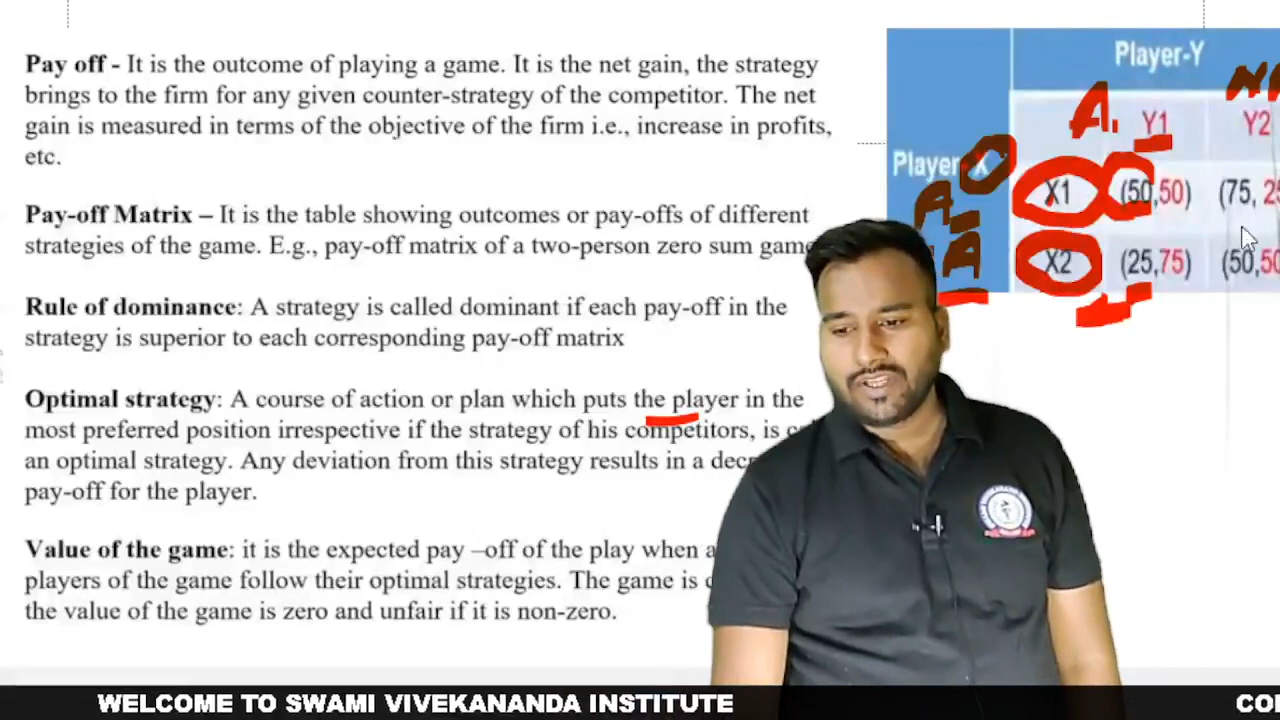 Pay off - It is the outcome of playing a game. It is the net gain, the strategy
brings to the firm for any given counter-strategy of the competitor. The net
gain is measured in terms of the objective of the firm i.e., increase in profits,
etc.
Pay-off Matrix – It is the table showing outcomes or pay-offs of different
strategies of the game. E.g., pay-off matrix of a two-person zero sum game
Rule of dominance: A strategy is called dominant if each pay-off in the
strategy is superior to each corresponding pay-off matrix
Optimal strategy: A course of action or plan which puts the player in the
most preferred position irrespective if the strategy of his competitors, is
an optimal strategy. Any deviation from this strategy results in a
pay-off for the player.
Value of the game: it is the expected pay –off of the play when
players of the game follow their optimal strategies. The game is
the value of the game is zero and unfair if it is non-zero.
Player-Y
A.
Y1 Y2
Player-X
X1 (50,50) (75, 25
A
X2 (25,75) (50,50
A
WELCOME TO SWAMI VIVEKANANDA INSTITUTE